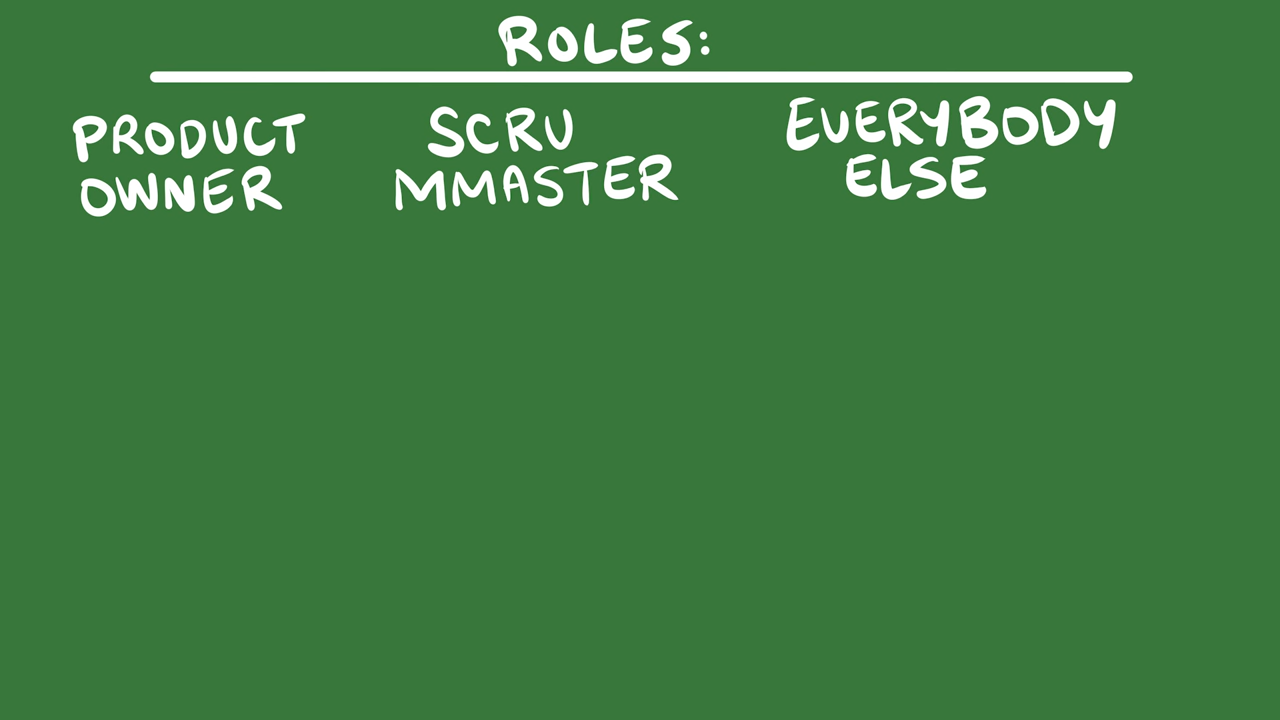 ROLES:
PRODUCT
OWNER
SCRU
MMASTER
EVERYBODY
ELSE